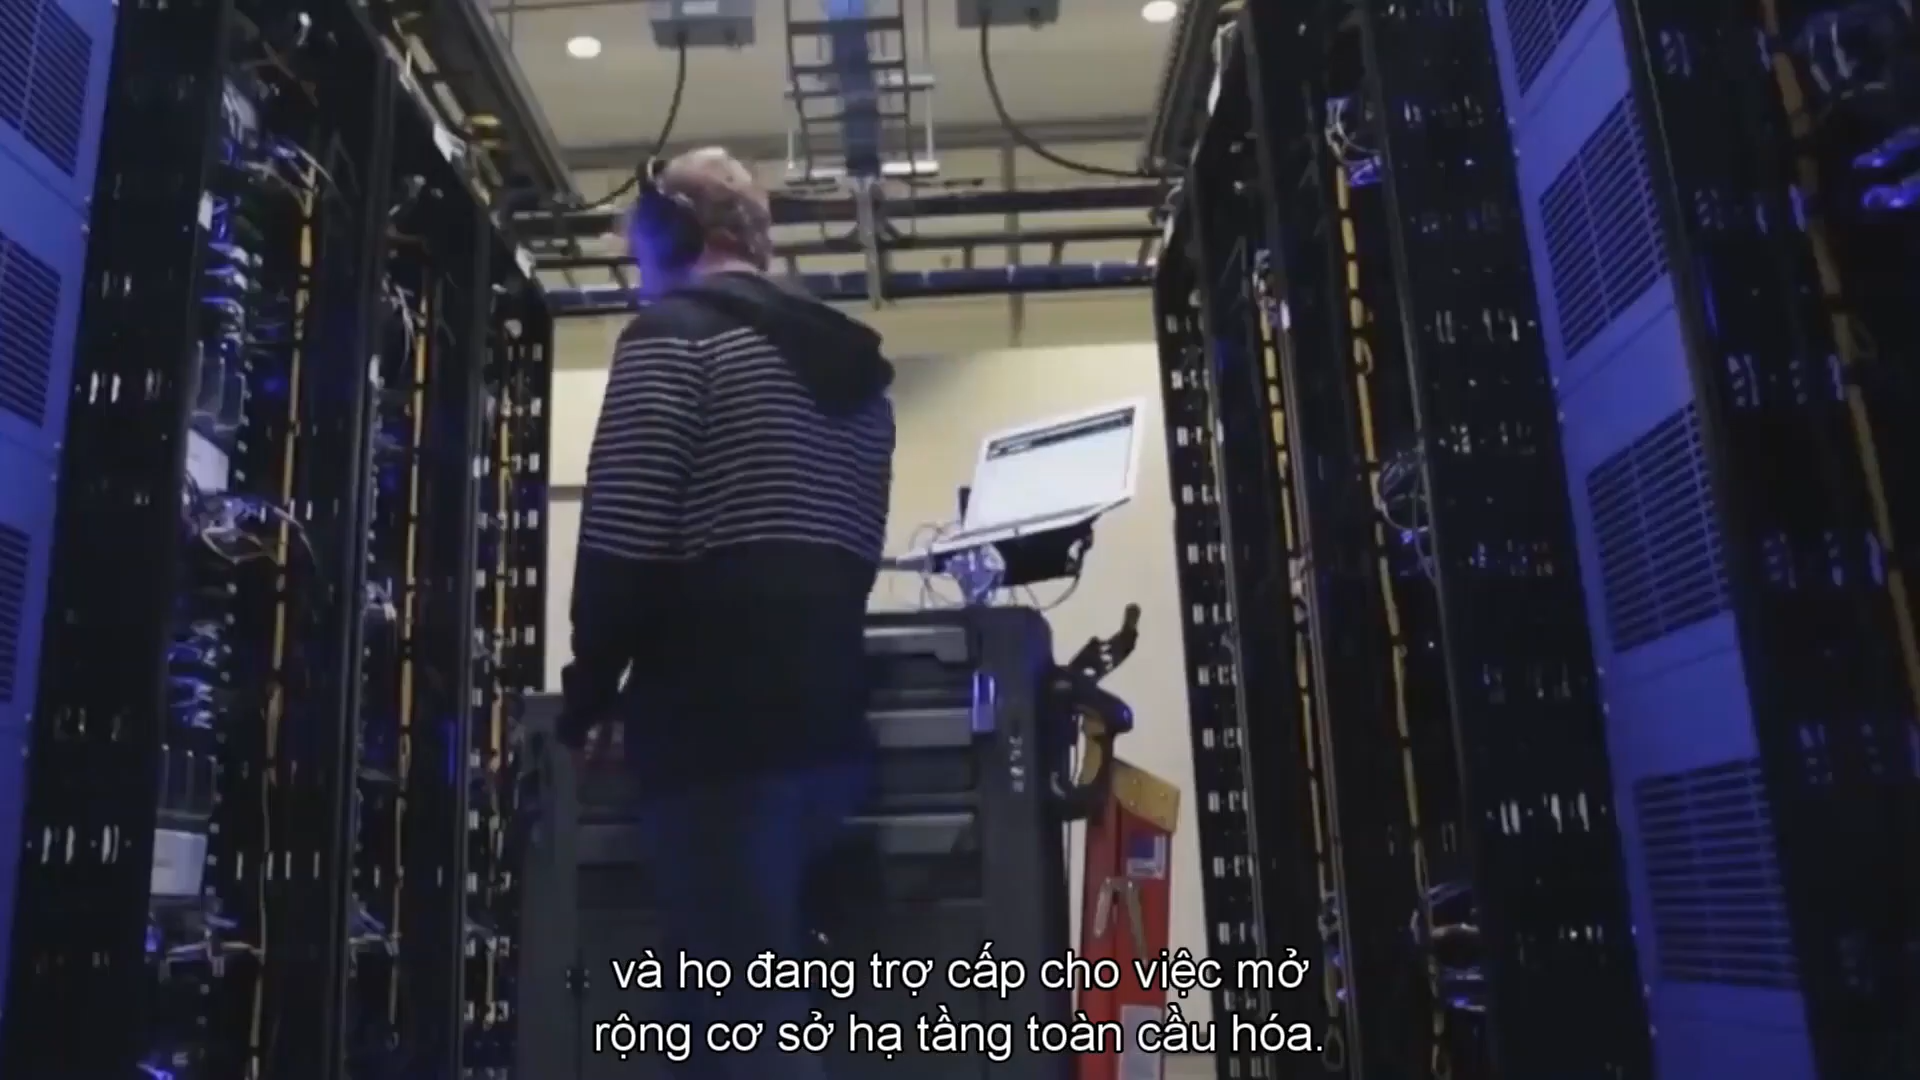 và họ đang trợ cấp cho việc mở
rộng cơ sở hạ tầng toàn cầu hóa.